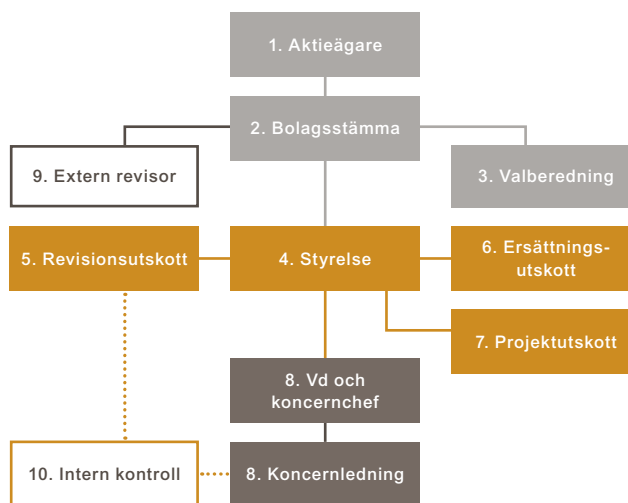 1. Aktieägare
2. Bolagsstämma
9. Extern revisor
3. Valberedning
5. Revisionsutskott
4. Styrelse
6. Ersättnings-
utskott
7. Projektutskott
8. Vd och
koncernchef
10. Intern kontroll
8. Koncernledning